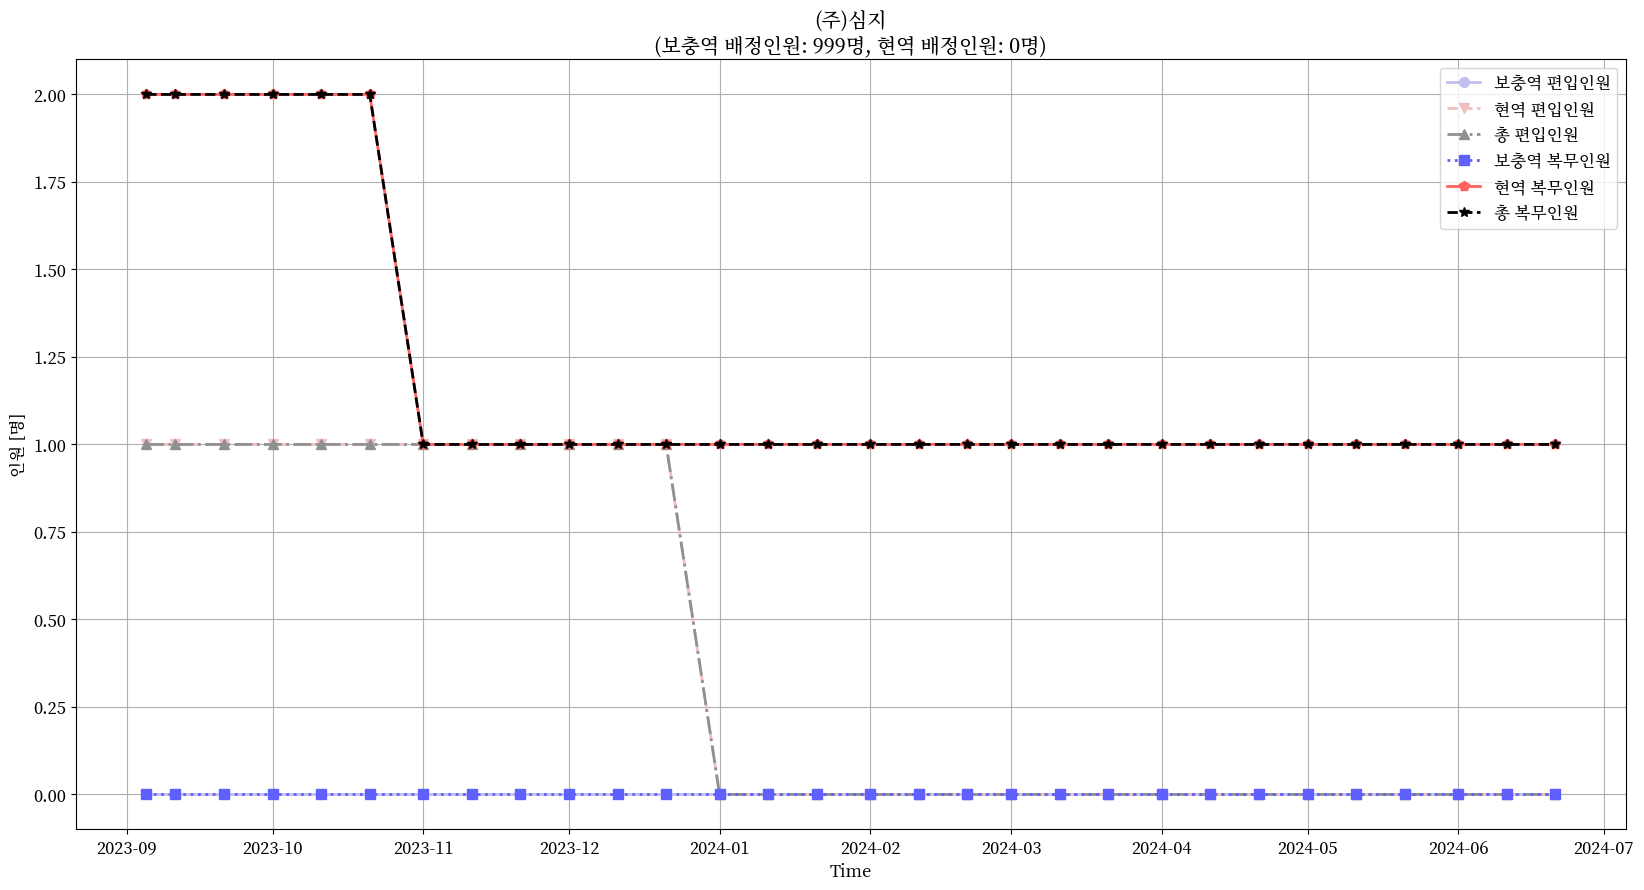 (주)심지
(보충역 배정인원: 999명, 현역 배정인원: 0명)
보충역 편입인원
현역 편입인원
총 편입인원
보충역 복무인원
현역 복무인원
총 복무인원
인원 [명]
2.00
1.75
1.50
1.25
1.00
0.75
0.50
0.25
0.00
2023-09 2023-10 2023-11 2023-12 2024-01 2024-02 2024-03 2024-04 2024-05 2024-06 2024-07
Time